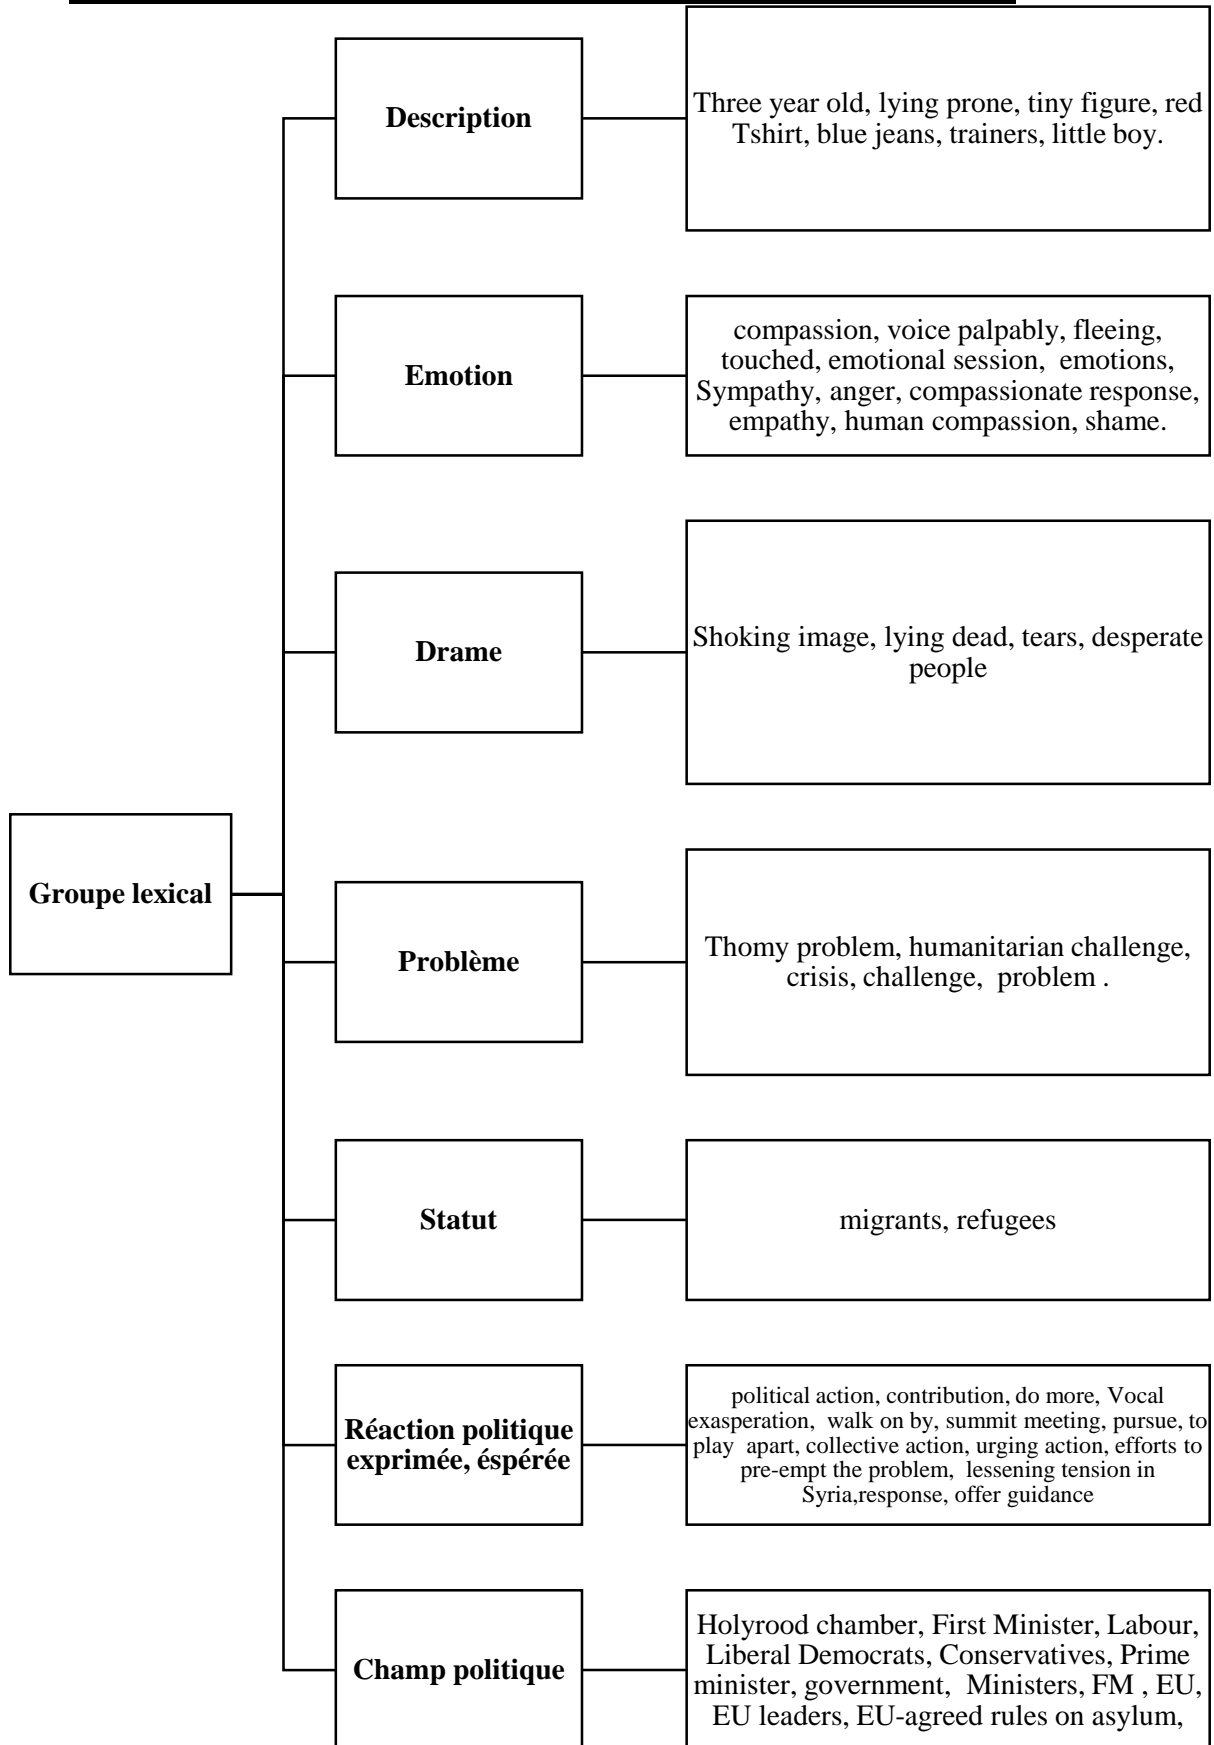 Description
Three year old, lying prone, tiny figure, red
Tshirt, blue jeans, trainers, little boy.
Emotion
compassion, voice palpably, fleeing,
touched, emotional session, emotions,
Sympathy, anger, compassionate response,
empathy, human compassion, shame.
Drame
Shoking image, lying dead, tears, desperate
people
Groupe lexical
Problème
Thomy problem, humanitarian challenge,
crisis, challenge, problem .
Statut
migrants, refugees
Réaction politique
exprimée, éspérée
political action, contribution, do more, Vocal
exasperation, walk on by, summit meeting, pursue, to
play apart, collective action, urging action, efforts to
pre-empt the problem, lessening tension in
Syria,response, offer guidance
Champ politique
Holyrood chamber, First Minister, Labour,
Liberal Democrats, Conservatives, Prime
minister, government, Ministers, FM , EU,
EU leaders, EU-agreed rules on asylum,